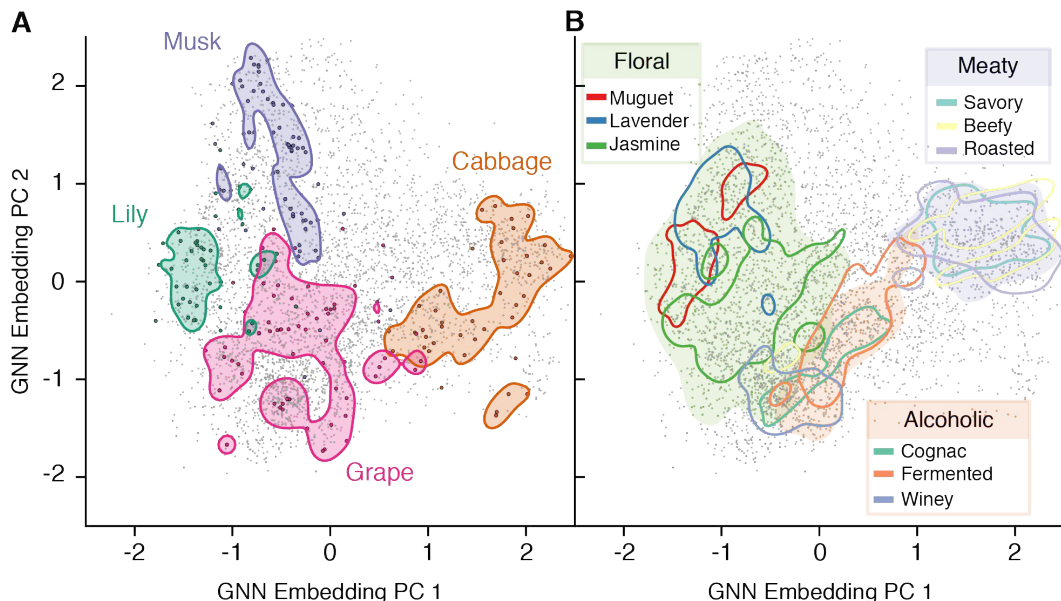 A
Musk
Lily
Cabbage
Grape
GNN Embedding PC 2
2
1
0
-1
-2
-2 -1 0 1 2
GNN Embedding PC 1
B
Floral
Muguet
Lavender
Jasmine
Meaty
Savory
Beefy
Roasted
Alcoholic
Cognac
Fermented
Winey
-2 -1 0 1 2
GNN Embedding PC 1